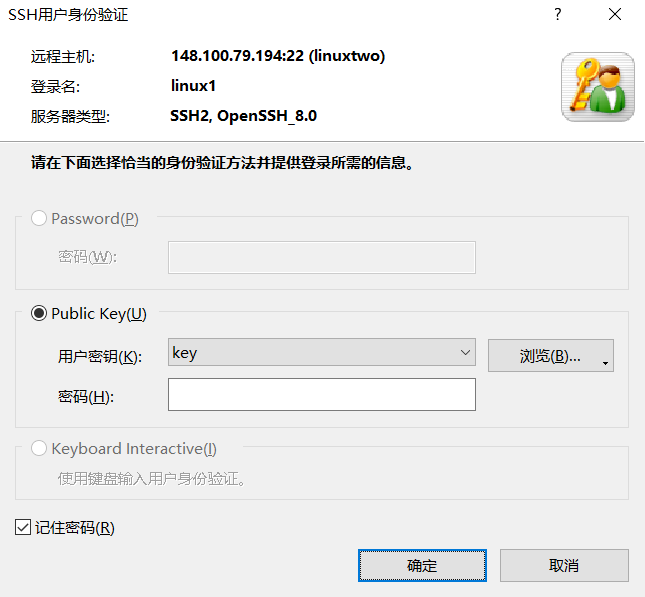 SSH用户身份验证
远程主机: 148.100.79.194:22 (linuxtwo)
登录名: linux1
服务器类型: SSH2, OpenSSH_8.0
请在下面选择恰当的身份验证方法并提供登录所需的信息。
Password(P)
密码(W):
Public Key(U)
用户密钥(K): key 浏览(B)...
密码(H):
Keyboard Interactive(I)
使用键盘输入用户身份验证。
记住密码(R)
确定 取消